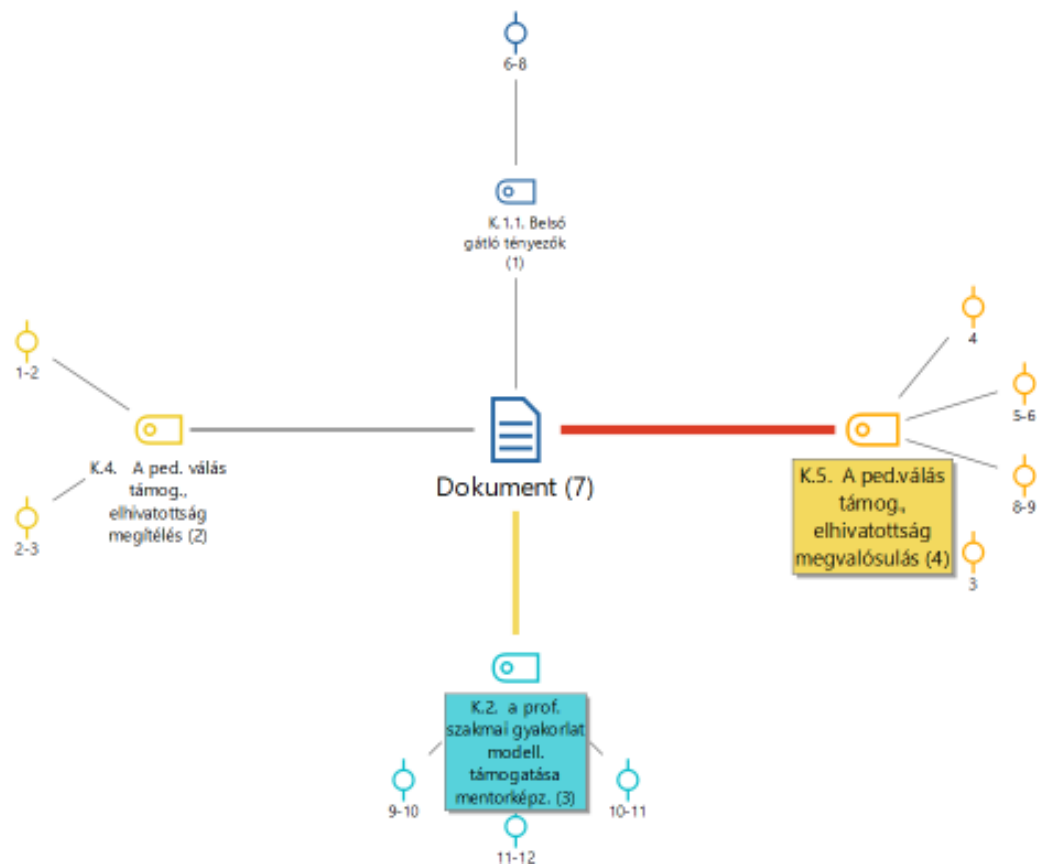 6-8
K.1.1. Belső
gátló tényezők
(1)
4
1-2
5-6
K.4. A ped. válás
támog.,
elhivatottság
megítélés (2)
Dokument (7)
K.5. A ped.válás
támog.,
elhivatottság
megvalósulás (4)
8-9
2-3
3
K.2. a prof.
szakmai gyakorlat
modell.
támogatása
mentorképz. (3)
9-10
10-11
11-12